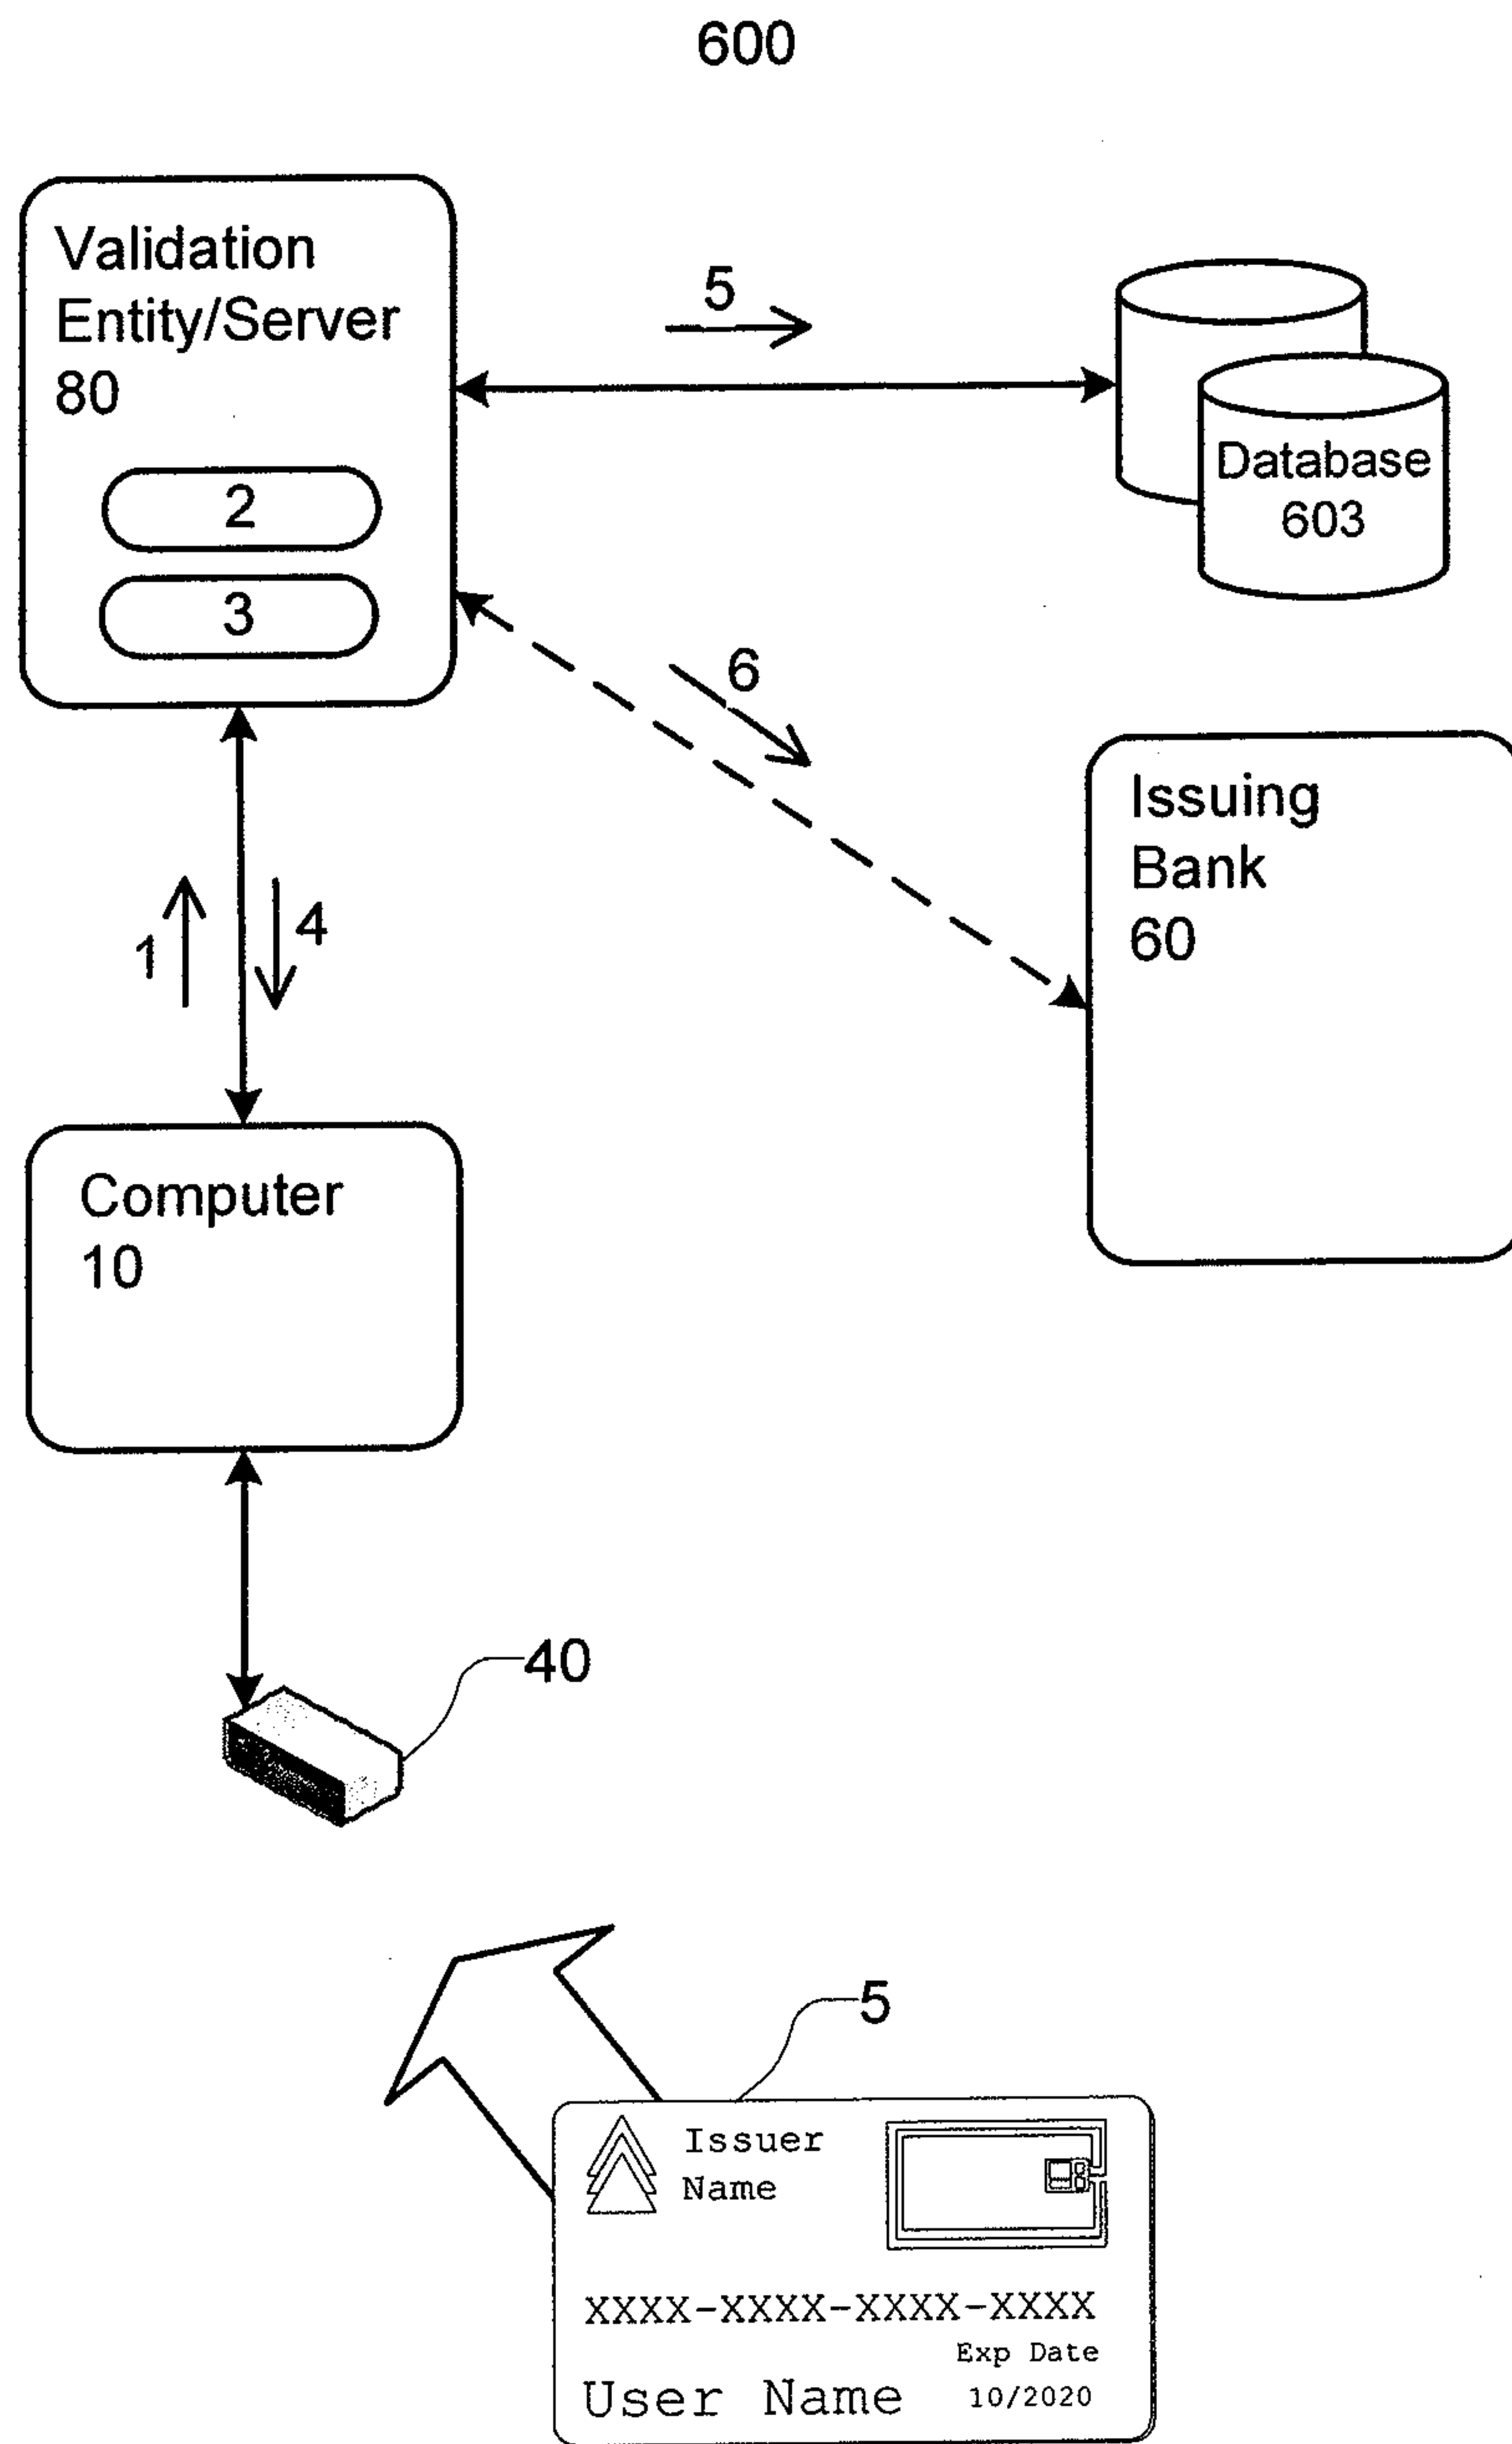 600
Validation
Entity/Server
80
2
3
5
Database
603
6
Issuing
Bank
60
1
4
Computer
10
40
5
Issuer
Name
XXXX-XXXX-XXXX-XXXX
Exp Date
User Name
10/2020